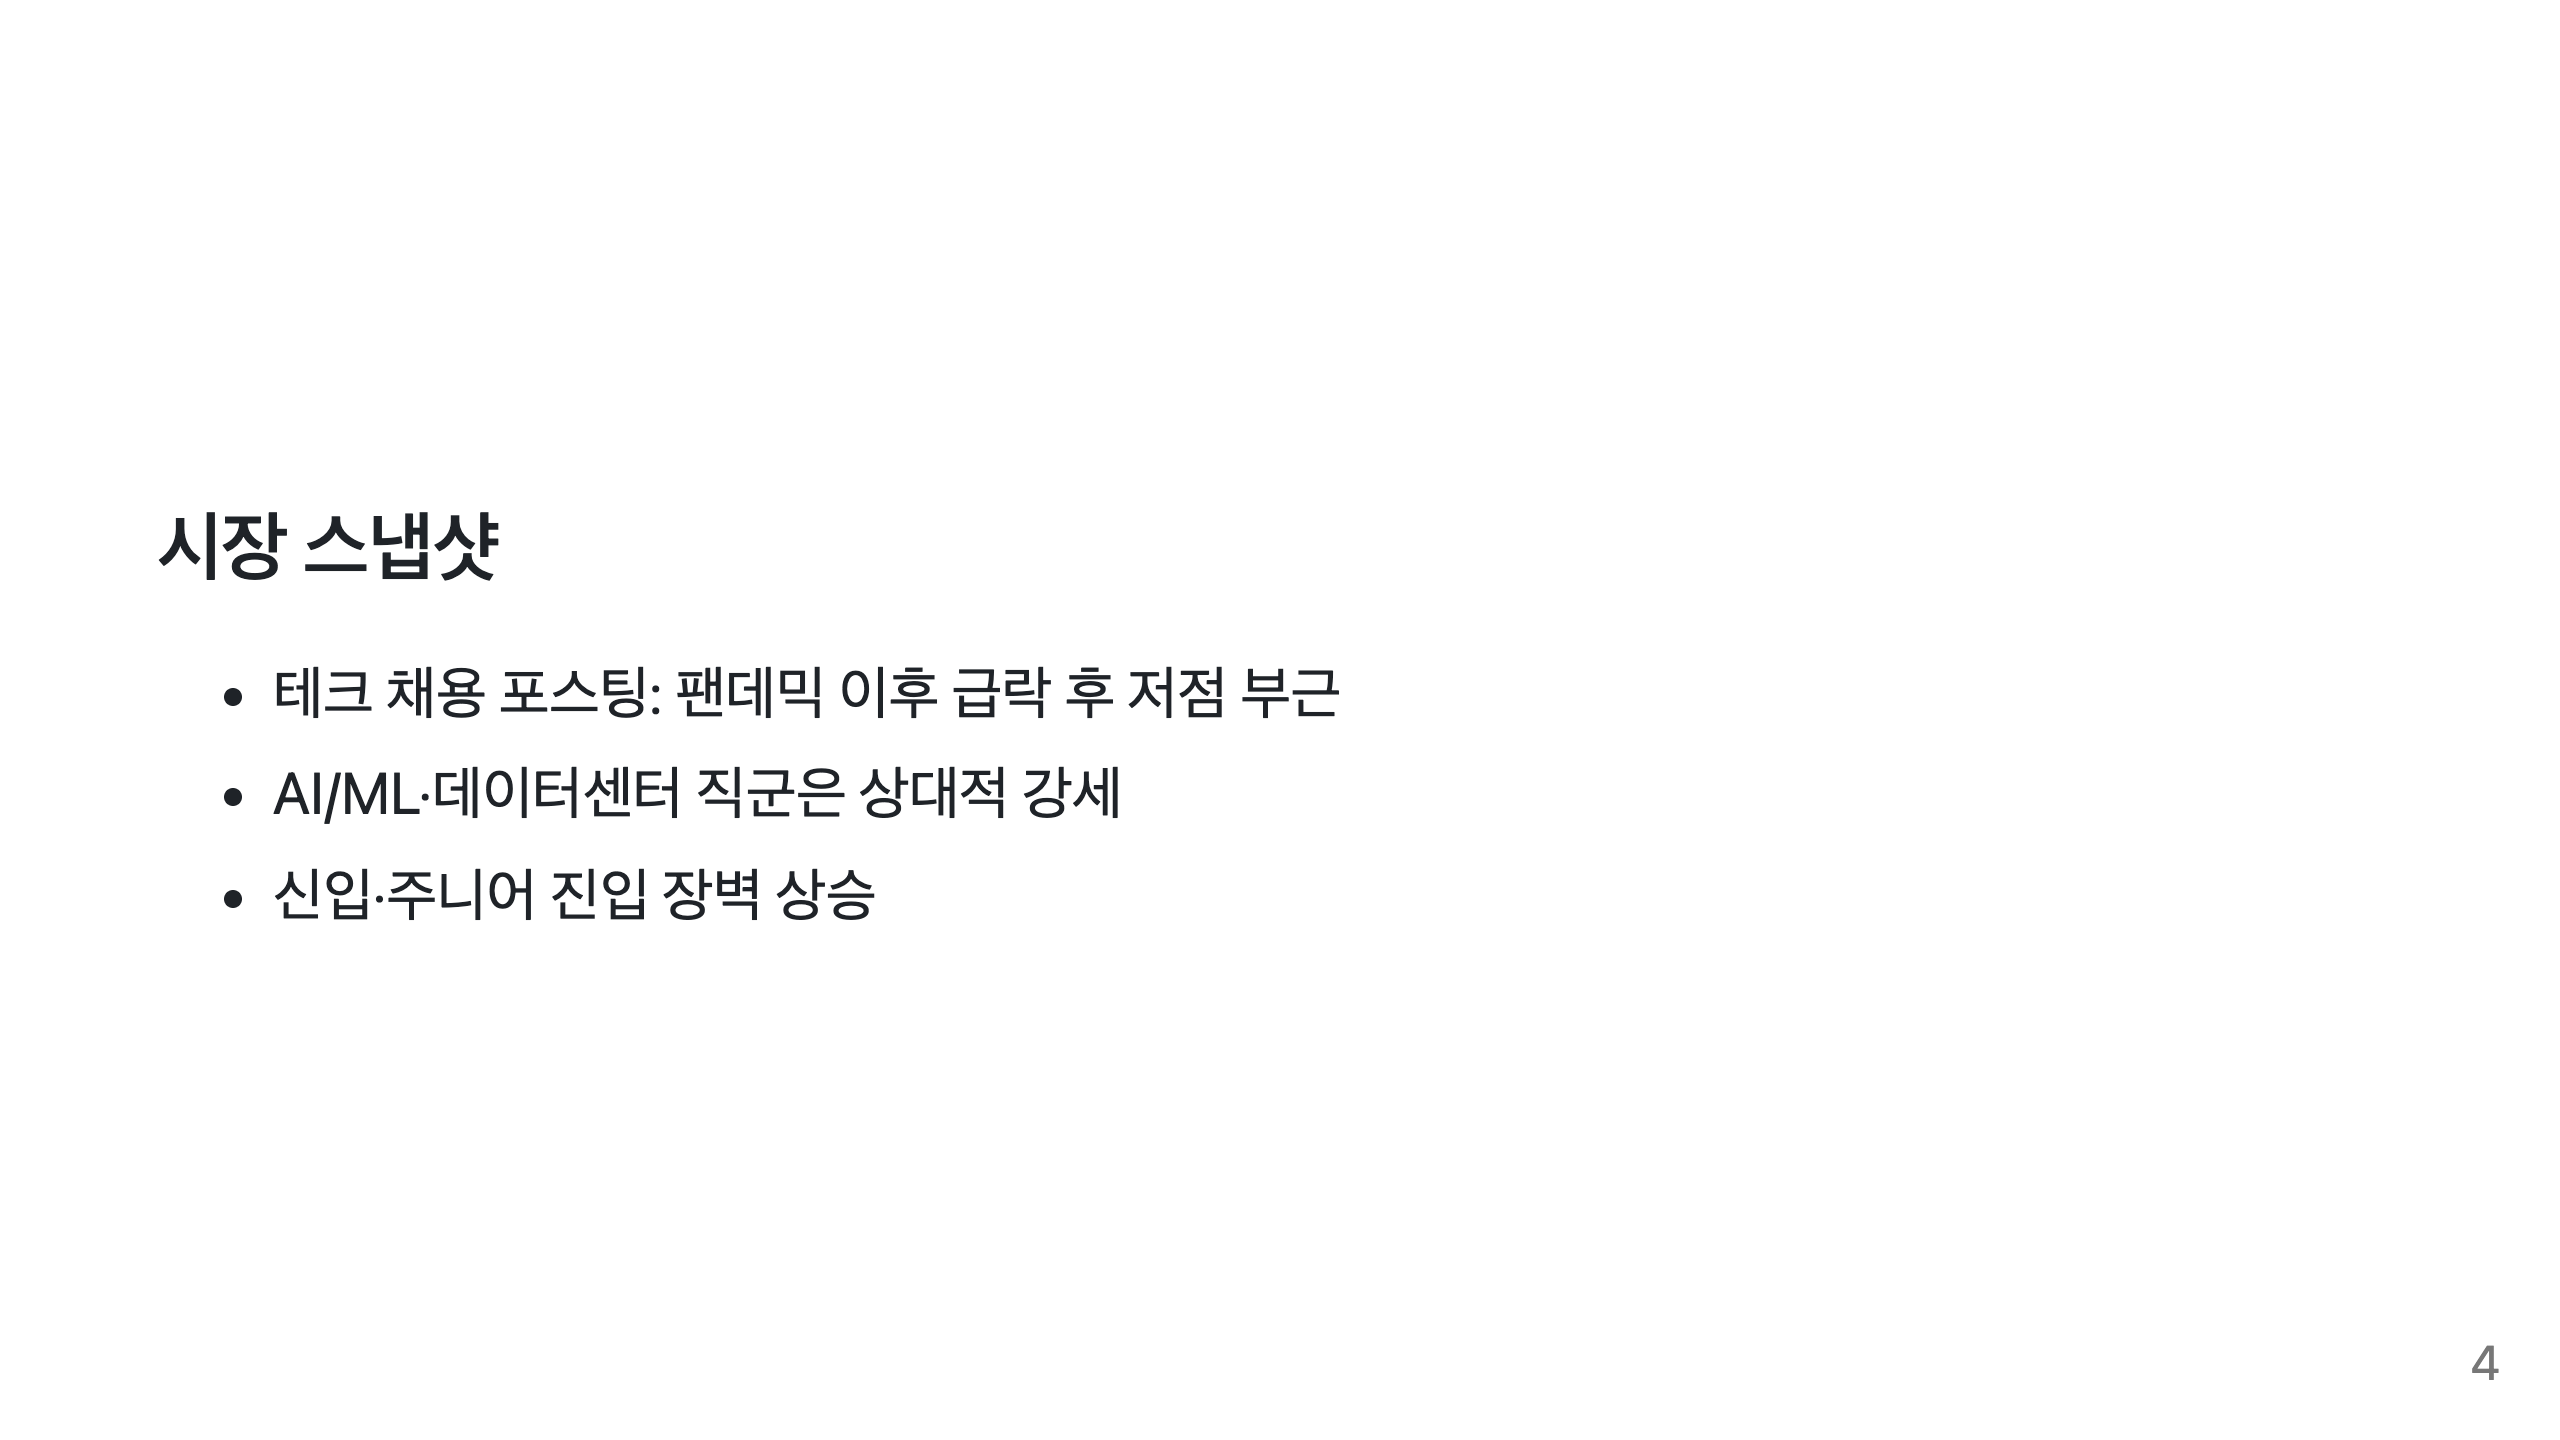 시장 스냅샷
• 테크 채용 포스팅: 팬데믹 이후 급락 후 저점 부근
• AI/ML·데이터센터 직군은 상대적 강세
• 신입·주니어 진입 장벽 상승
4